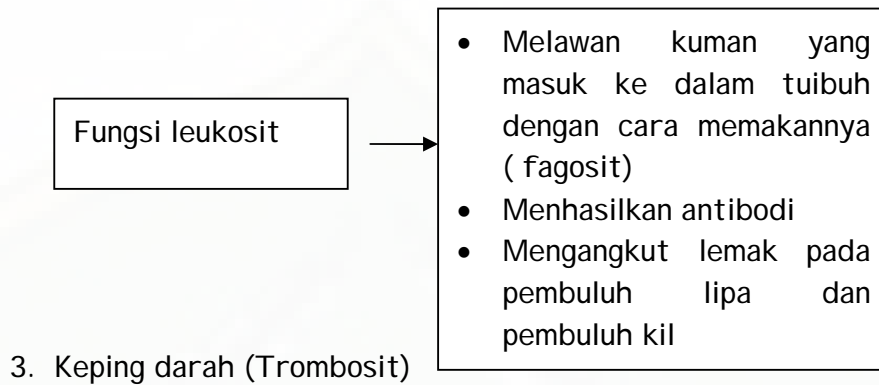 Fungsi leukosit
• Melawan kuman yang
masuk ke dalam tuibuh
dengan cara memakannya
( fagosit)
• Menhasilkan antibodi
• Mengangkut lemak pada
pembuluh lipa dan
pembuluh kil
3. Keping darah (Trombosit)